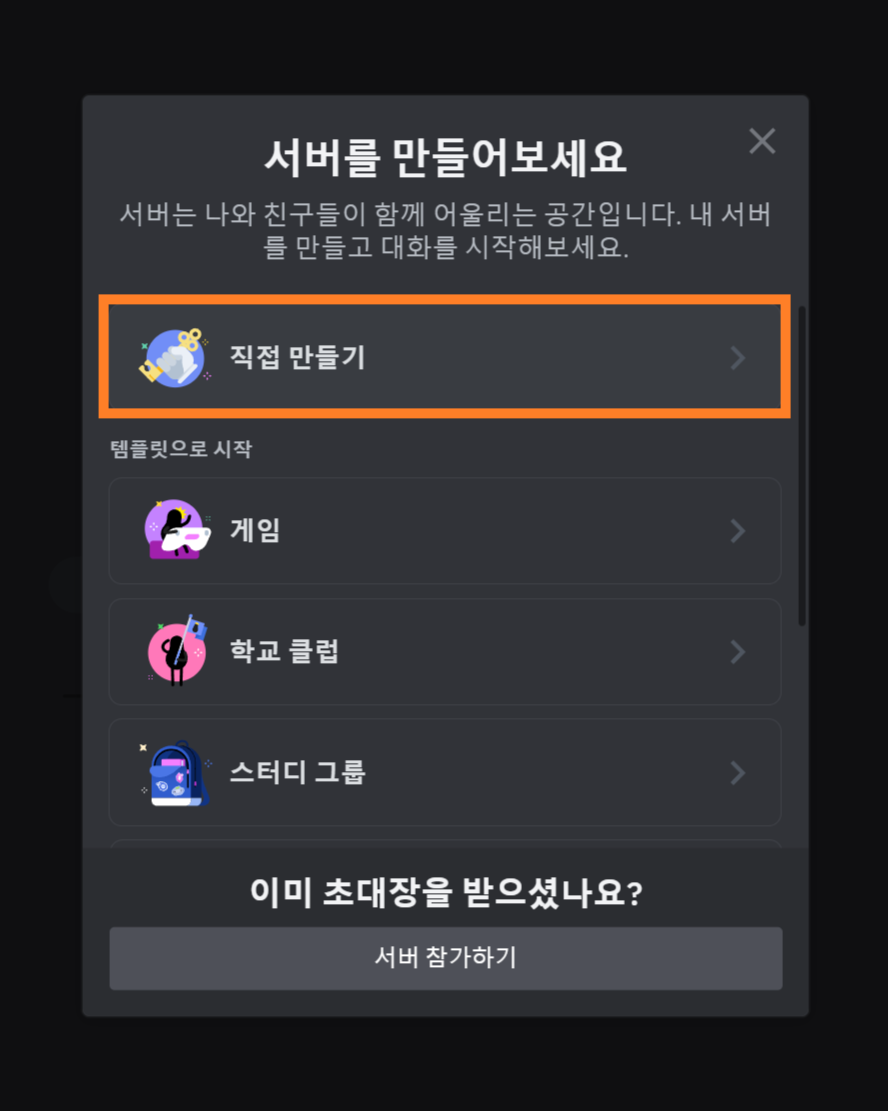 서버를 만들어보세요
서버는 나와 친구들이 함께 어울리는 공간입니다. 내 서버
를 만들고 대화를 시작해보세요.
직접 만들기
템플릿으로 시작
게임
학교 클럽
스터디 그룹
이미 초대장을 받으셨나요?
서버 참가하기